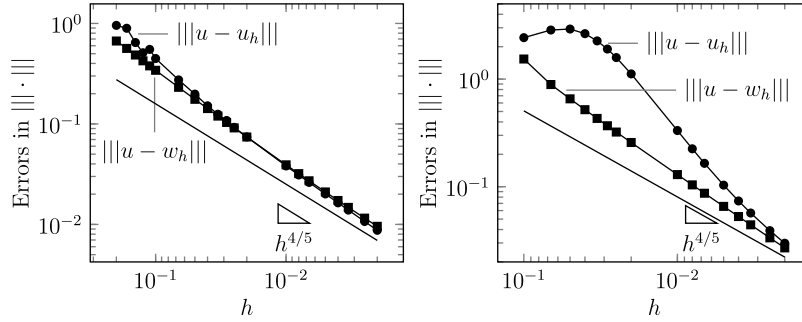 Errors in ||| · |||
10^0
10^{-1}
10^{-2}
|||u − u_h|||
|||u − w_h|||
h^{4/5}
10^{-1}
10^{-2}
h
Errors in ||| · |||
10^0
10^{-1}
|||u − u_h|||
|||u − w_h|||
h^{4/5}
10^{-1}
10^{-2}
h